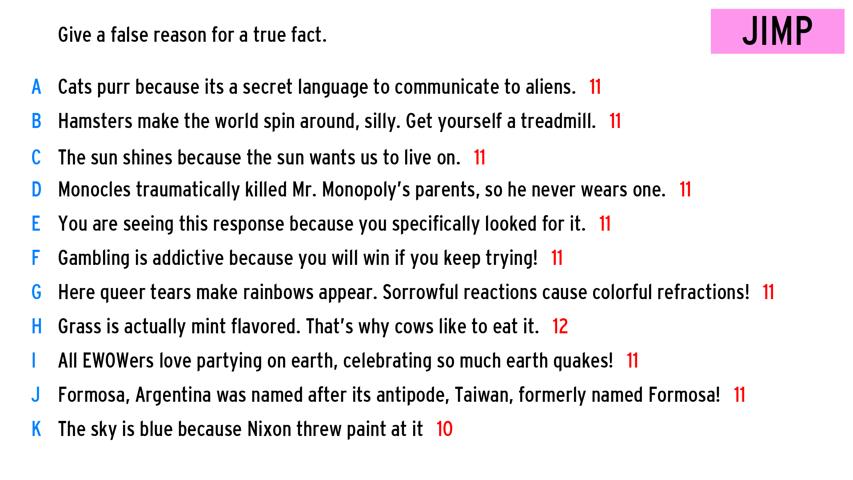 Give a false reason for a true fact.
JIMP
A Cats purr because its a secret language to communicate to aliens. 11
B Hamsters make the world spin around, silly. Get yourself a treadmill. 11
C The sun shines because the sun wants us to live on. 11
D Monocles traumatically killed Mr. Monopoly's parents, so he never wears one. 11
E You are seeing this response because you specifically looked for it. 11
F Gambling is addictive because you will win if you keep trying! 11
G Here queer tears make rainbows appear. Sorrowful reactions cause colorful refractions! 11
H Grass is actually mint flavored. That's why cows like to eat it. 12
I All EWOWers love partying on earth, celebrating so much earth quakes! 11
J Formosa, Argentina was named after its antipode, Taiwan, formerly named Formosa! 11
K The sky is blue because Nixon threw paint at it 10